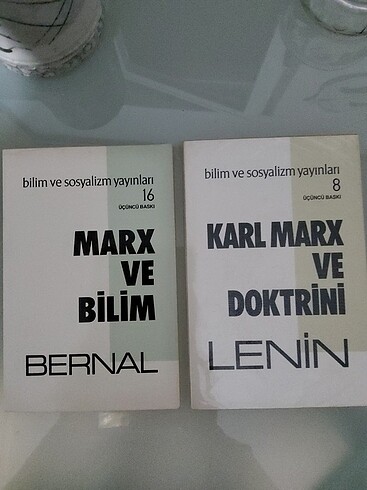 bilim ve sosyalizm yayınları
16
ÜÇÜNCÜ BASKI
MARX
VE
BİLİM
BERNAL
bilim ve sosyalizm yayınları
8
ÜÇÜNCÜ BASKI
KARL MARX
VE
DOKTRİNİ
LENİN